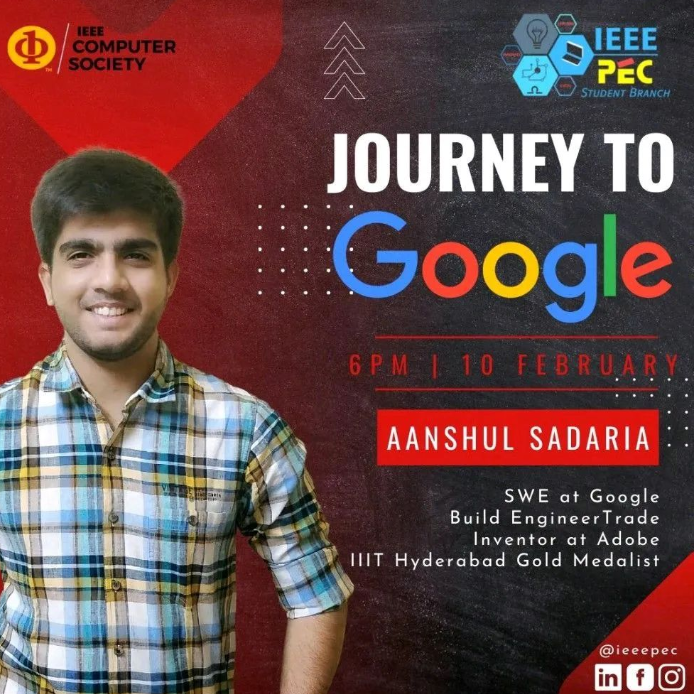 IEEE
COMPUTER
SOCIETY
IEEE
PEC
STUDENT BRANCH
JOURNEY TO
Google
6PM | 10 FEBRUARY
AANSHUL SADARIA
SWE at Google
Build EngineerTrade
Inventor at Adobe
IIIT Hyderabad Gold Medalist
@ieeepec